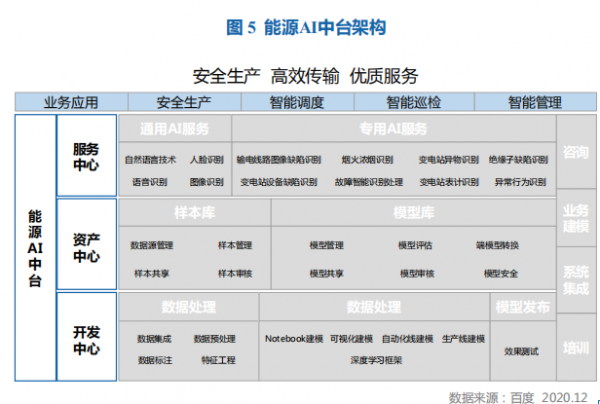 图 5 能源AI中台架构
安全生产 高效传输 优质服务
业务应用 安全生产 智能调度 智能巡检 智能管理
能源AI中台
服务中心
通用AI服务 专用AI服务
自然语言技术 人脸识别 输电线路图像缺陷识别 烟火浓烟识别 变电站异物识别 绝缘子缺陷识别
语音识别 图像识别 变电站设备缺陷识别 故障智能识别处理 变电站表计识别 异常行为识别
资产中心
样本库 模型库
数据源管理 样本管理 模型管理 模型评估 端模型转换
样本共享 样本审核 模型共享 模型审核 模型安全
开发中心
数据处理 数据处理 模型发布
数据集成 数据预处理 Notebook建模 可视化建模 自动化线建模 生产线建模
数据标注 特征工程 深度学习框架 效果测试
咨询
业务建模
系统集成
培训
数据来源：百度 2020.12